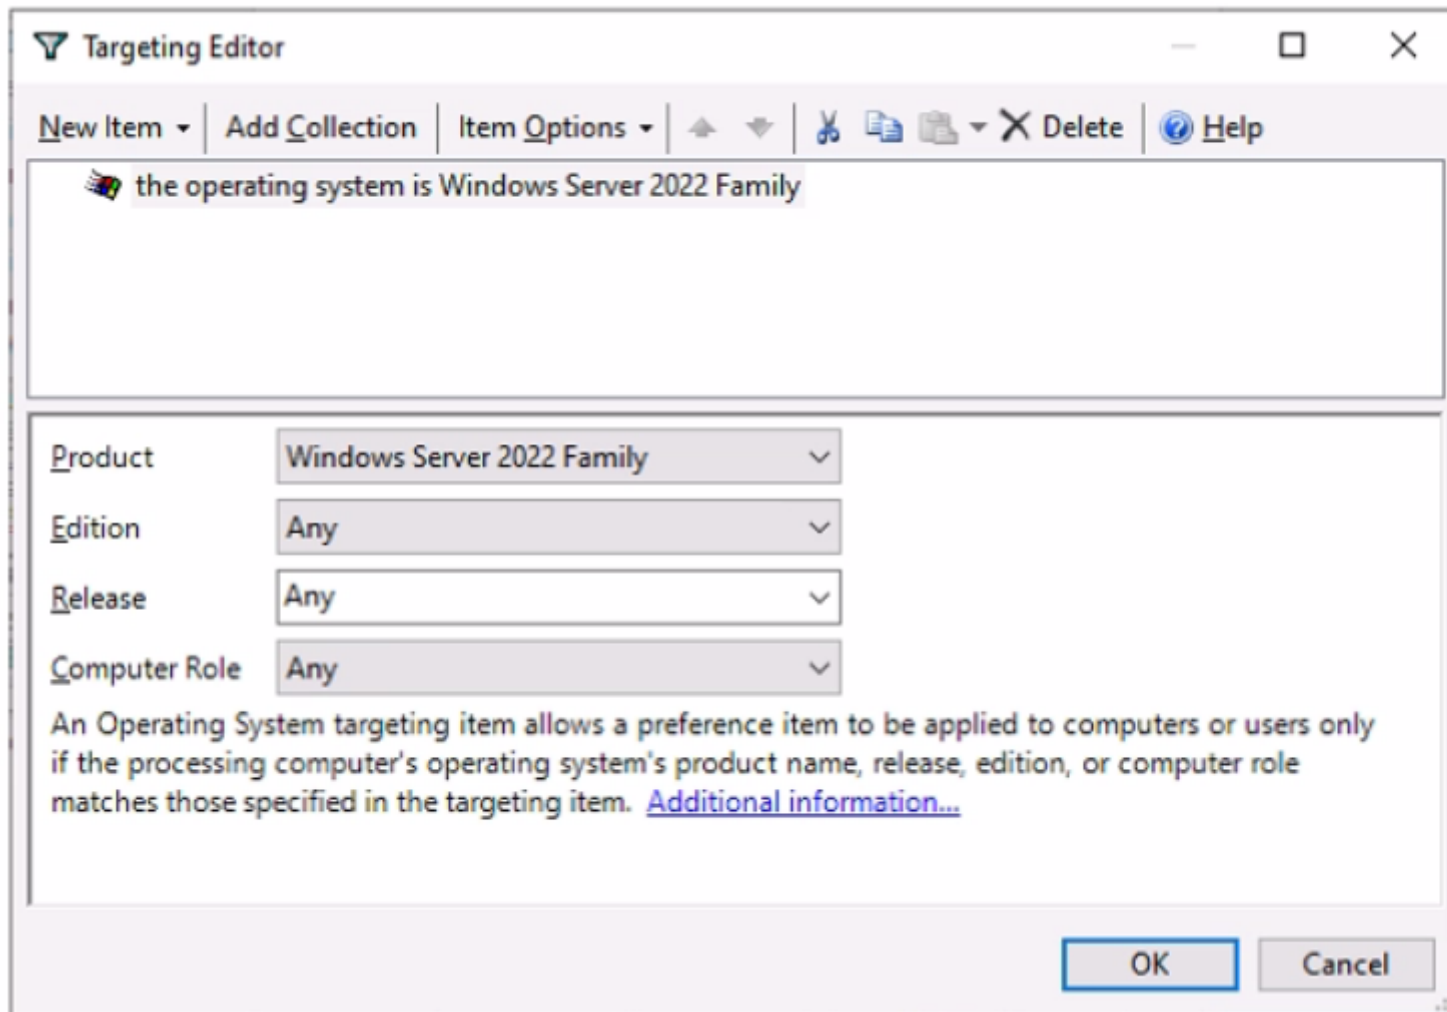 Targeting Editor
New Item Add Collection Item Options Delete Help
the operating system is Windows Server 2022 Family
Product Windows Server 2022 Family
Edition Any
Release Any
Computer Role Any
An Operating System targeting item allows a preference item to be applied to computers or users only
if the processing computer's operating system's product name, release, edition, or computer role
matches those specified in the targeting item. Additional information...
OK Cancel